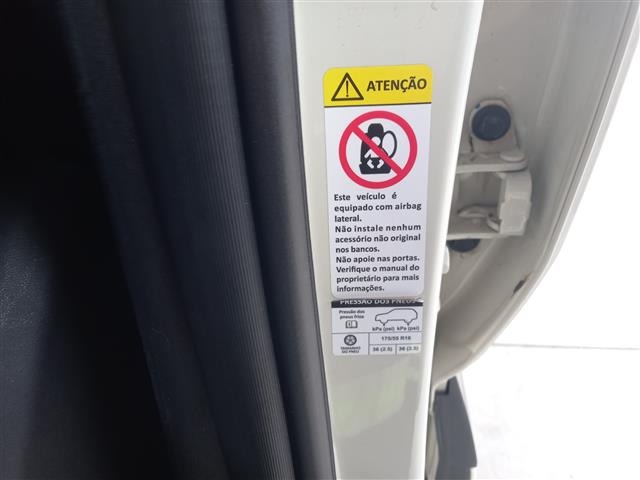 ATENÇÃO
Este veículo é
equipado com airbag
lateral.
Não instale nenhum
acessório não original
nos bancos.
Não apoie nas portas.
Verifique o manual do
proprietário para mais
informações.
PRESSÃO DOS PNEUS
Pressão dos
pneus frios
kPa (psi) kPa (psi)
TAMANHO
DO PNEU
175/55 R16
36 (2.5) 36 (2.5)